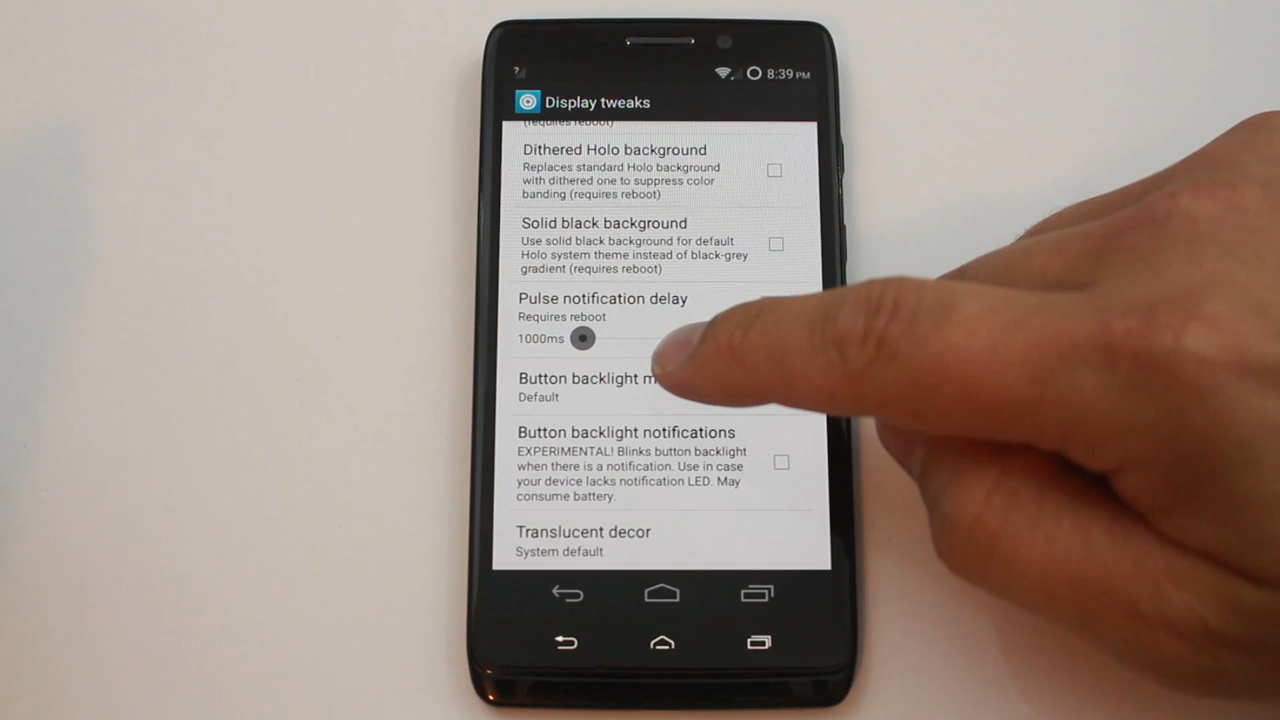 ?
8:39 PM
Display tweaks
(requires reboot)
Dithered Holo background
Replaces standard Holo background
with dithered one to suppress color
banding (requires reboot)
Solid black background
Use solid black background for default
Holo system theme instead of black-grey
gradient (requires reboot)
Pulse notification delay
Requires reboot
1000ms
Button backlight m
Default
Button backlight notifications
EXPERIMENTAL! Blinks button backlight
when there is a notification. Use in case
your device lacks notification LED. May
consume battery.
Translucent decor
System default